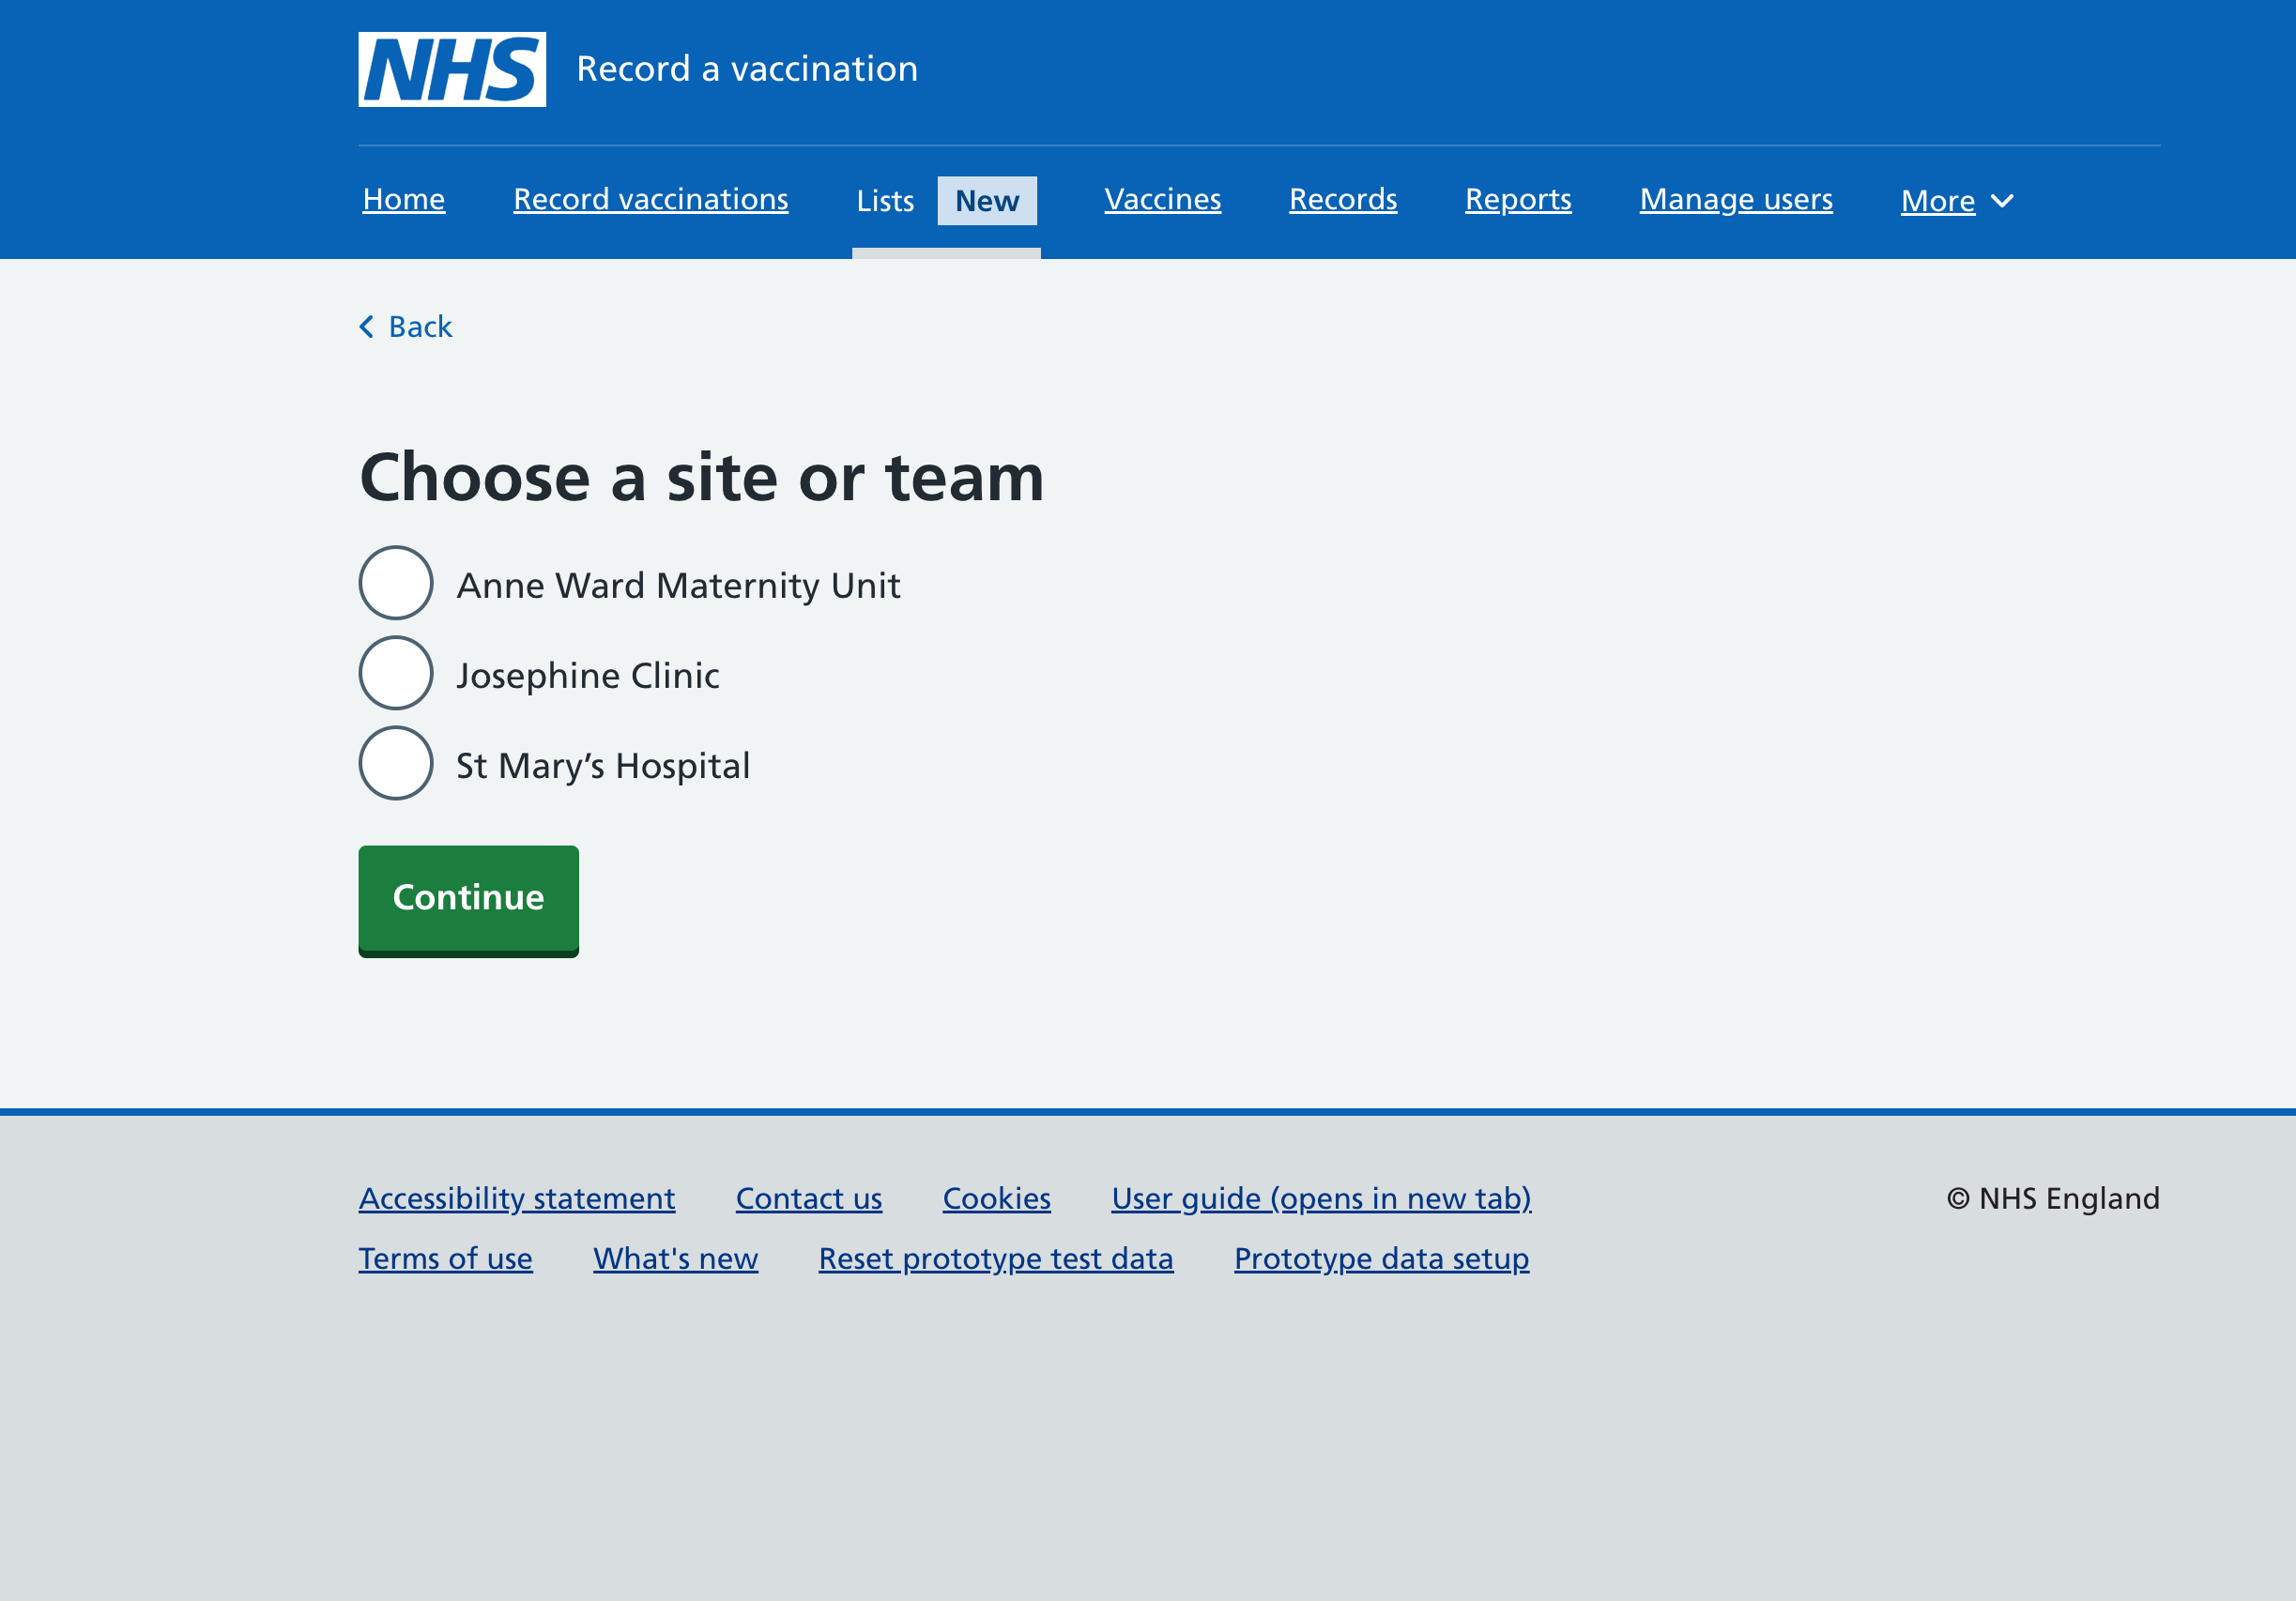 NHS Record a vaccination
Home Record vaccinations Lists New Vaccines Records Reports Manage users More
Back
Choose a site or team
Anne Ward Maternity Unit
Josephine Clinic
St Mary’s Hospital
Continue
Accessibility statement Contact us Cookies User guide (opens in new tab) © NHS England
Terms of use What's new Reset prototype test data Prototype data setup